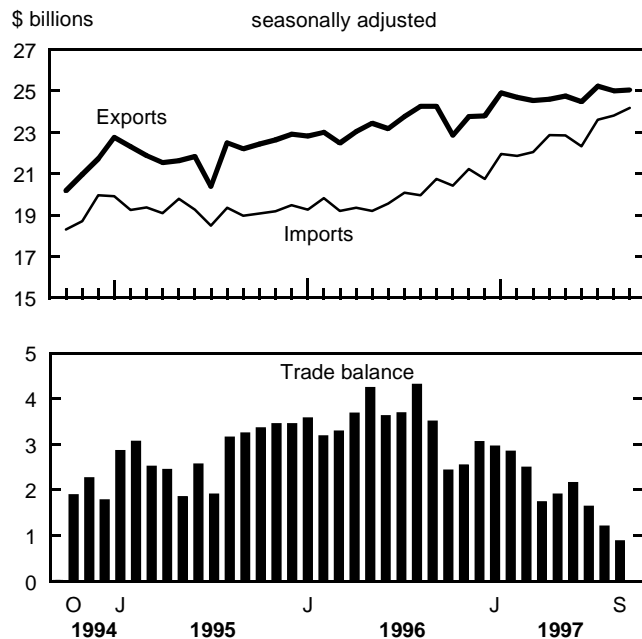 $ billions seasonally adjusted
27
25
Exports
23
21
19
Imports
17
15
5
Trade balance
4
3
2
1
0
O J J J S
1994 1995 1996 1997